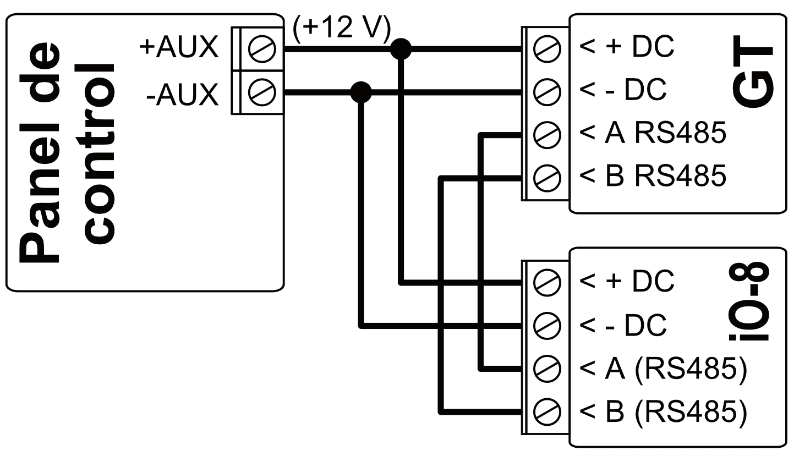 Panel de
control
+AUX
-AUX
(+12 V)
GT
< + DC
< - DC
< A RS485
< B RS485
iO-8
< + DC
< - DC
< A (RS485)
< B (RS485)